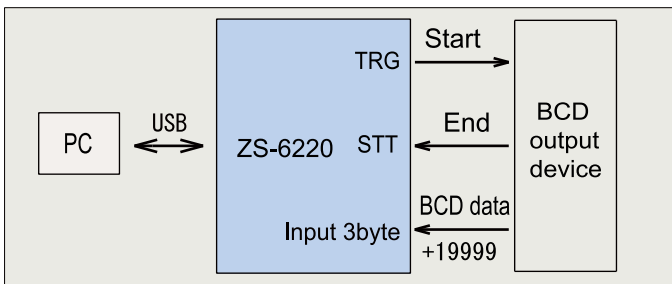 PC
USB
ZS-6220
TRG
STT
Input 3byte
Start
End
BCD data
+19999
BCD
output
device